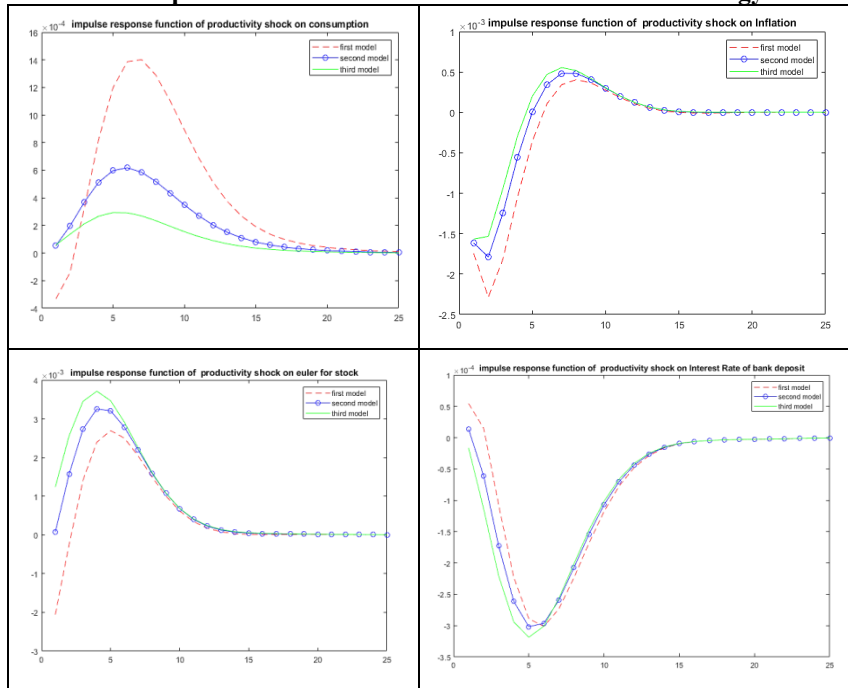 impulse response function of productivity shock on consumption
×10⁻⁴
16
14
12
10
8
6
4
2
0
-2
-4
0 5 10 15 20 25
first model
second model
third model
impulse response function of productivity shock on Inflation
×10⁻³
1
0.5
0
-0.5
-1
-1.5
-2
-2.5
0 5 10 15 20 25
first model
second model
third model
impulse response function of productivity shock on euler for stock
×10⁻³
4
3
2
1
0
-1
-2
-3
0 5 10 15 20 25
first model
second model
third model
impulse response function of productivity shock on Interest Rate of bank deposit
×10⁻⁴
1
0.5
0
-0.5
-1
-1.5
-2
-2.5
-3
-3.5
0 5 10 15 20 25
first model
second model
third model